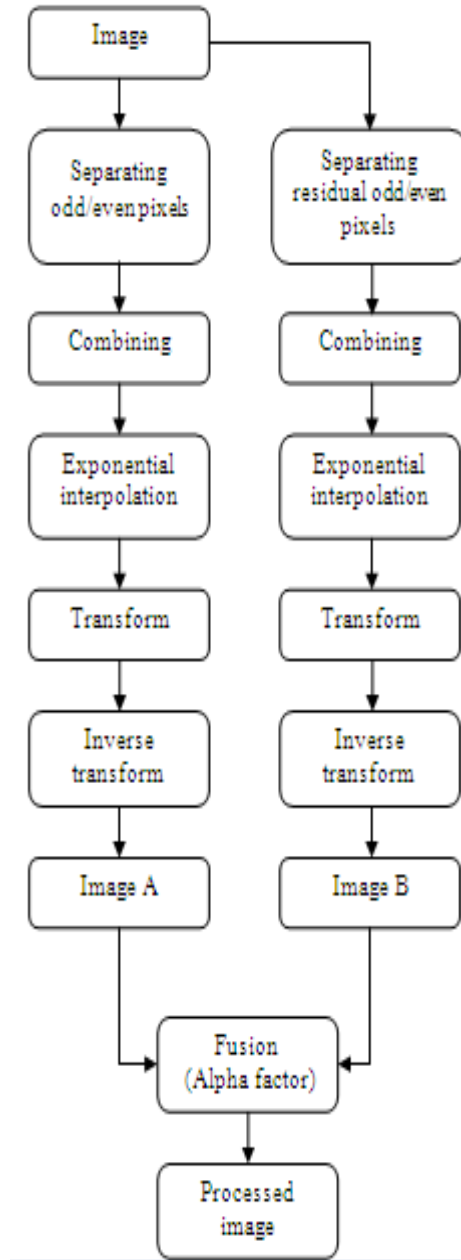 Image
Separating
odd/even pixels
Separating
residual odd/even
pixels
Combining
Combining
Exponential
interpolation
Exponential
interpolation
Transform
Transform
Inverse
transform
Inverse
transform
Image A
Image B
Fusion
(Alpha factor)
Processed
image